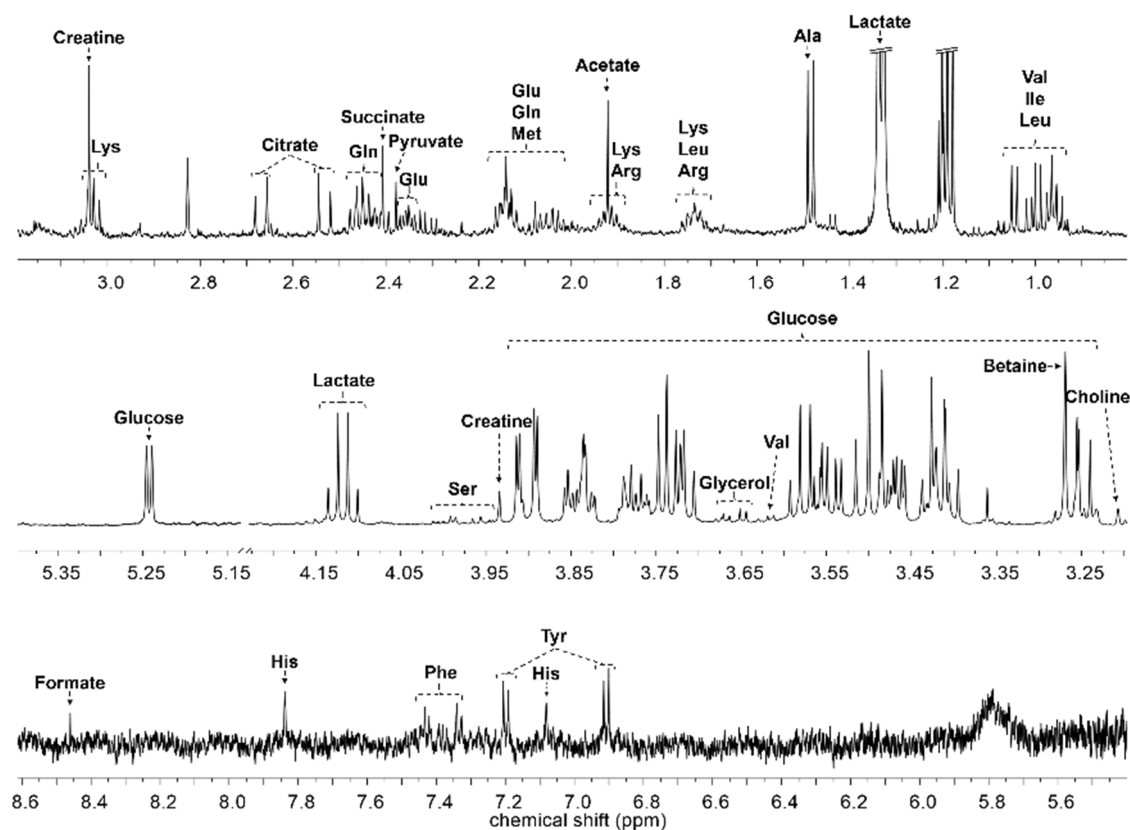 Creatine
Lys
Citrate
Gln
Succinate
Pyruvate
Glu
Glu
Gln
Met
Acetate
Lys
Arg
Lys
Leu
Arg
Ala
Lactate
Val
Ile
Leu
3.0 2.8 2.6 2.4 2.2 2.0 1.8 1.6 1.4 1.2 1.0
Glucose
Glucose
Lactate
Ser
Creatine
Glycerol
Val
Betaine
Choline
5.35 5.25 5.15 4.15 4.05 3.95 3.85 3.75 3.65 3.55 3.45 3.35 3.25
Formate
His
Phe
Tyr
His
8.6 8.4 8.2 8.0 7.8 7.6 7.4 7.2 7.0 6.8 6.6 6.4 6.2 6.0 5.8 5.6
chemical shift (ppm)